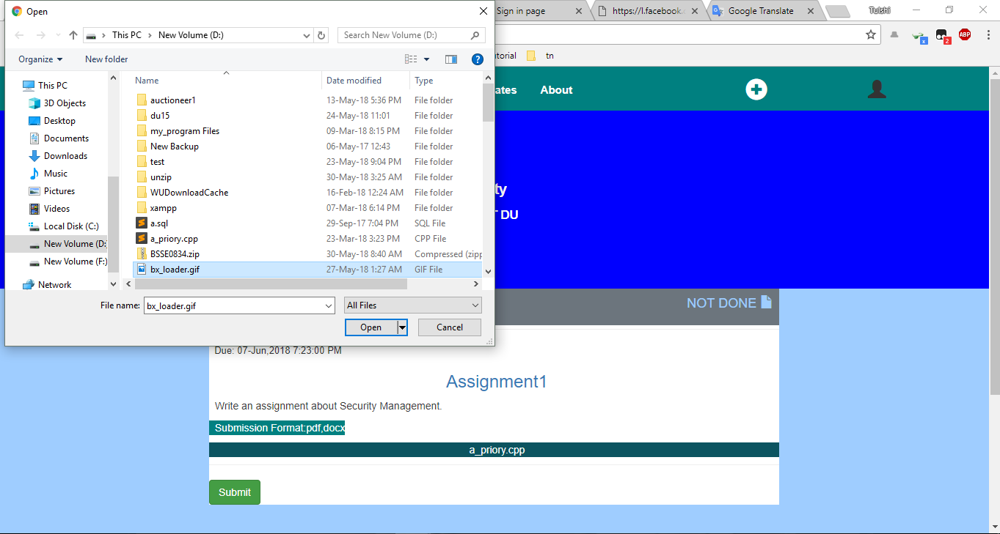 Open
Sign in page
https://l.facebook.
Google Translate
Tulshi
This PC > New Volume (D:)
Search New Volume (D:)
x
2
ABP
Organize
New folder
utorial
tn
Name
Date modified
Type
This PC
3D Objects
Desktop
Documents
Downloads
Music
Pictures
Videos
Local Disk (C:)
New Volume (D:
New Volume (F:)
Network
auctioneer1 13-May-18 5:36 PM File folder
du15 24-May-18 11:01 File folder
my_program Files 09-Mar-18 8:15 PM File folder
New Backup 06-May-17 12:43 File folder
test 23-May-18 9:04 PM File folder
unzip 30-May-18 3:25 AM File folder
WUDownloadCache 16-Feb-18 12:24 AM File folder
xampp 07-Mar-18 6:14 PM File folder
a.sql 29-Sep-17 7:04 PM SQL File
a_priory.cpp 23-Mar-18 3:23 PM CPP File
BSSE0834.zip 30-May-18 8:40 AM Compressed (zipp
bx_loader.gif 27-May-18 1:27 AM GIF File
File name: bx_loader.gif
All Files
Open
Cancel
ates
About
ty
T DU
NOT DONE
Due: 07-Jun,2018 7:23:00 PM
Assignment1
Write an assignment about Security Management.
Submission Format:pdf,docx
a_priory.cpp
Submit